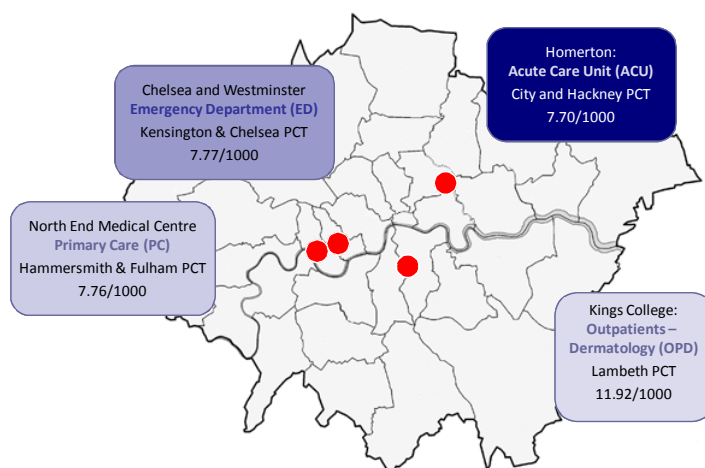 Homerton:
Acute Care Unit (ACU)
City and Hackney PCT
7.70/1000
Chelsea and Westminster
Emergency Department (ED)
Kensington & Chelsea PCT
7.77/1000
North End Medical Centre
Primary Care (PC)
Hammersmith & Fulham PCT
7.76/1000
Kings College:
Outpatients –
Dermatology (OPD)
Lambeth PCT
11.92/1000